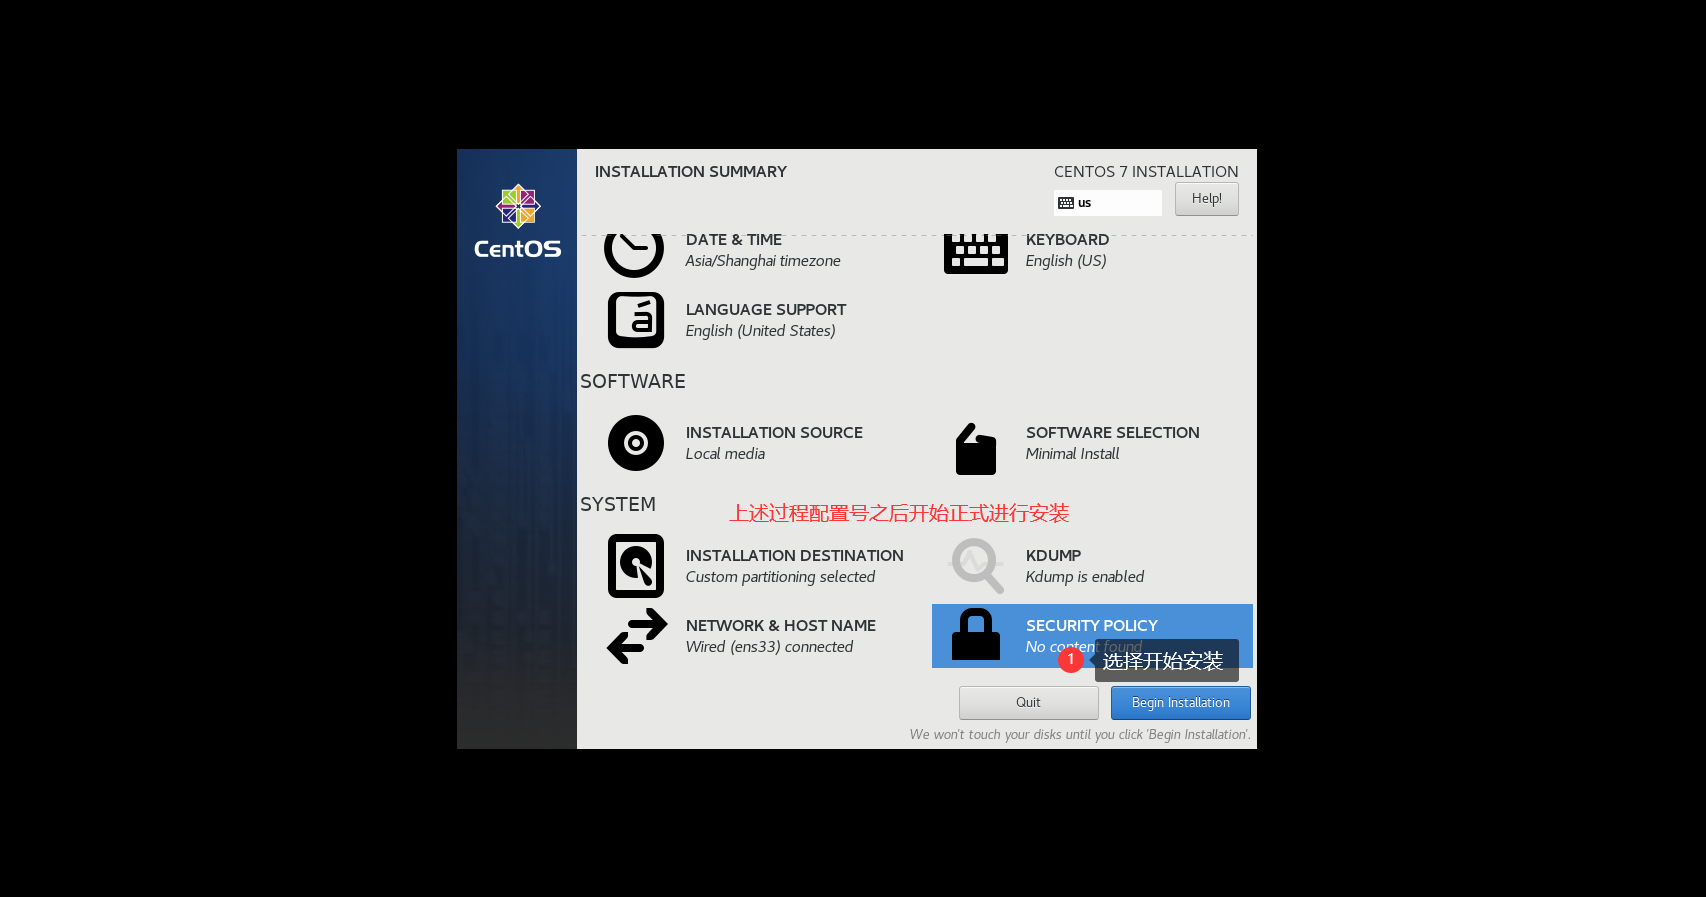 INSTALLATION SUMMARY
CENTOS 7 INSTALLATION
us
Help!
CentOS
DATE & TIME
Asia/Shanghai timezone
KEYBOARD
English (US)
LANGUAGE SUPPORT
English (United States)
SOFTWARE
INSTALLATION SOURCE
Local media
SOFTWARE SELECTION
Minimal Install
SYSTEM
上述过程配置号之后开始正式进行安装
INSTALLATION DESTINATION
Custom partitioning selected
KDUMP
Kdump is enabled
NETWORK & HOST NAME
Wired (ens33) connected
SECURITY POLICY
No content found
1 选择开始安装
Quit
Begin Installation
We won't touch your disks until you click 'Begin Installation'.